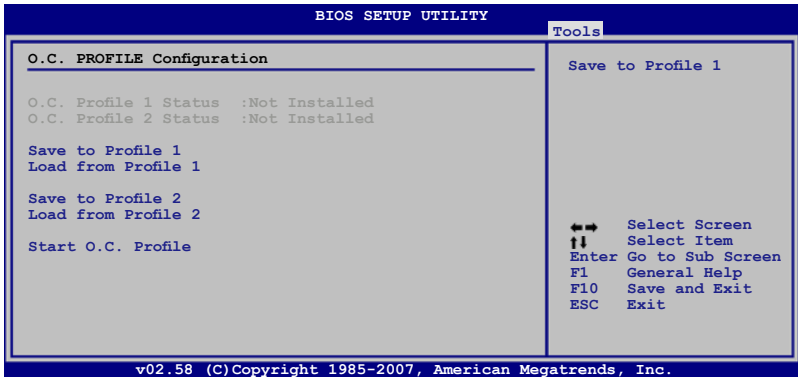 BIOS SETUP UTILITY
Tools
O.C. PROFILE Configuration
O.C. Profile 1 Status :Not Installed
O.C. Profile 2 Status :Not Installed
Save to Profile 1
Load from Profile 1
Save to Profile 2
Load from Profile 2
Start O.C. Profile
Save to Profile 1
←→ Select Screen
↑↓ Select Item
Enter Go to Sub Screen
F1 General Help
F10 Save and Exit
ESC Exit
v02.58 (C)Copyright 1985-2007, American Megatrends, Inc.